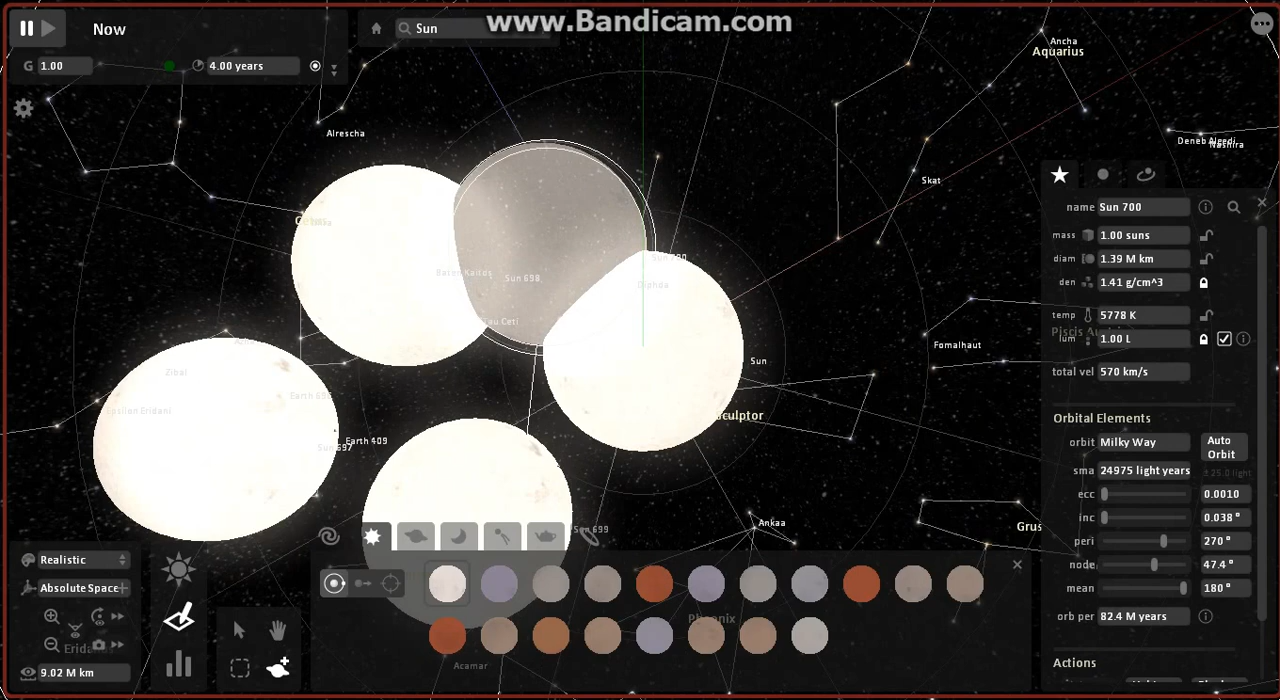 www.Bandicam.com
Now
Sun
G 1.00
4.00 years
Ancha
Aquarius
Alrescha
Deneb Algedi
Nashira
Skat
name Sun 700
mass 1.00 suns
diam 1.39 M km
den 1.41 g/cm^3
temp 5778 K
lum 1.00 L
total vel 570 km/s
Baten Kaitos
Sun 698
Diphda
Tau Ceti
Fomalhaut
Sun
Zibal
Epsilon Eridani
Earth 409
Sun 697
Sculptor
Orbital Elements
orbit Milky Way
Auto Orbit
sma 24975 light years
ecc 0.0010
inc 0.038°
peri 270°
node 47.4°
mean 180°
orb per 82.4 M years
Actions
Ankaa
Grus
Sun 699
Phoenix
Acamar
Realistic
Absolute Space
9.02 M km